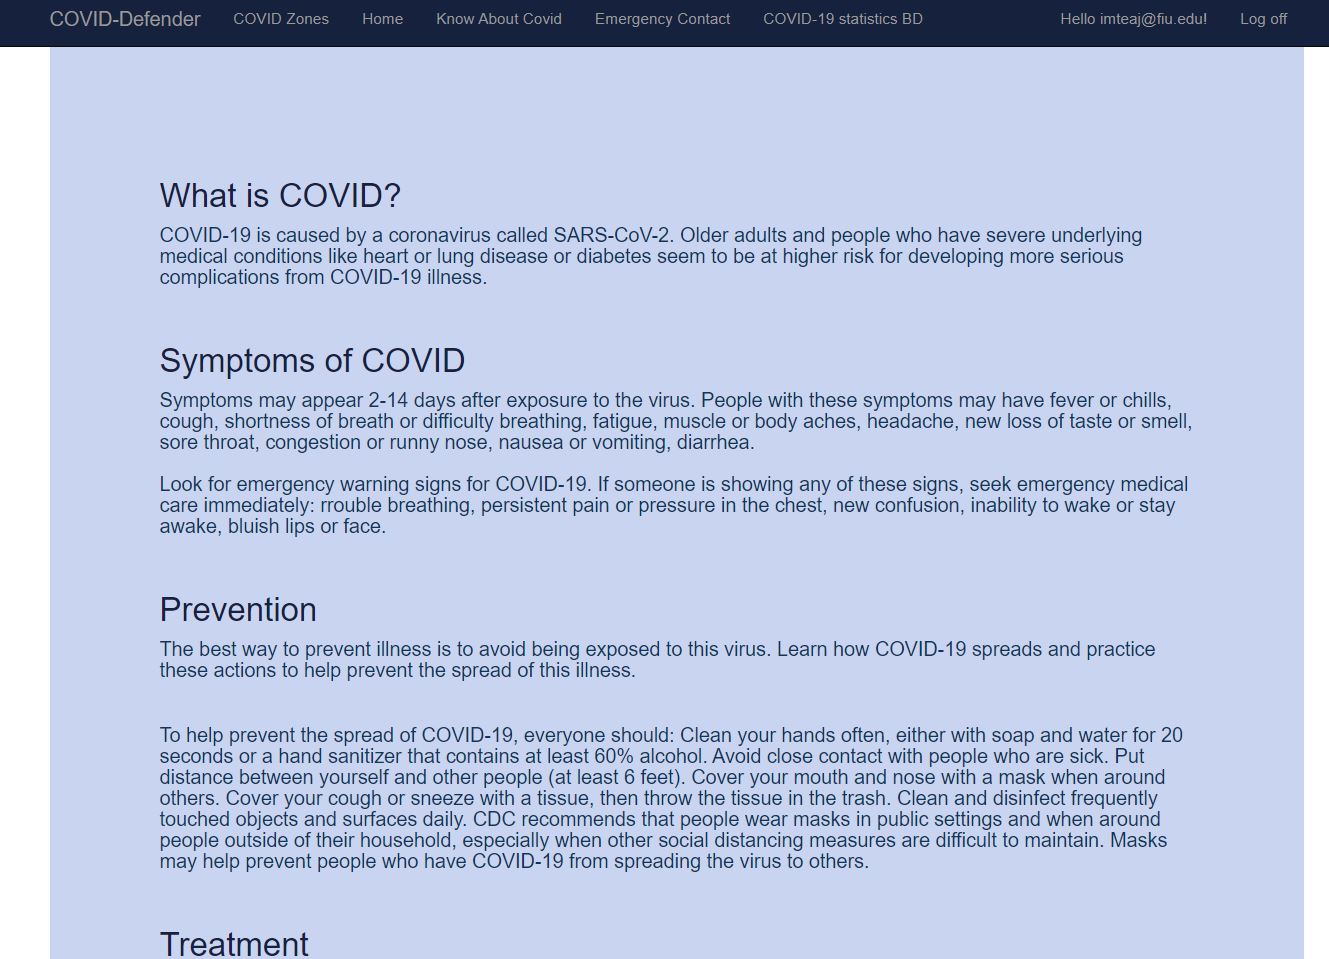 COVID-Defender COVID Zones Home Know About Covid Emergency Contact COVID-19 statistics BD Hello imteaj@fiu.edu! Log off
What is COVID?
COVID-19 is caused by a coronavirus called SARS-CoV-2. Older adults and people who have severe underlying
medical conditions like heart or lung disease or diabetes seem to be at higher risk for developing more serious
complications from COVID-19 illness.
Symptoms of COVID
Symptoms may appear 2-14 days after exposure to the virus. People with these symptoms may have fever or chills,
cough, shortness of breath or difficulty breathing, fatigue, muscle or body aches, headache, new loss of taste or smell,
sore throat, congestion or runny nose, nausea or vomiting, diarrhea.
Look for emergency warning signs for COVID-19. If someone is showing any of these signs, seek emergency medical
care immediately: rrouble breathing, persistent pain or pressure in the chest, new confusion, inability to wake or stay
awake, bluish lips or face.
Prevention
The best way to prevent illness is to avoid being exposed to this virus. Learn how COVID-19 spreads and practice
these actions to help prevent the spread of this illness.
To help prevent the spread of COVID-19, everyone should: Clean your hands often, either with soap and water for 20
seconds or a hand sanitizer that contains at least 60% alcohol. Avoid close contact with people who are sick. Put
distance between yourself and other people (at least 6 feet). Cover your mouth and nose with a mask when around
others. Cover your cough or sneeze with a tissue, then throw the tissue in the trash. Clean and disinfect frequently
touched objects and surfaces daily. CDC recommends that people wear masks in public settings and when around
people outside of their household, especially when other social distancing measures are difficult to maintain. Masks
may help prevent people who have COVID-19 from spreading the virus to others.
Treatment